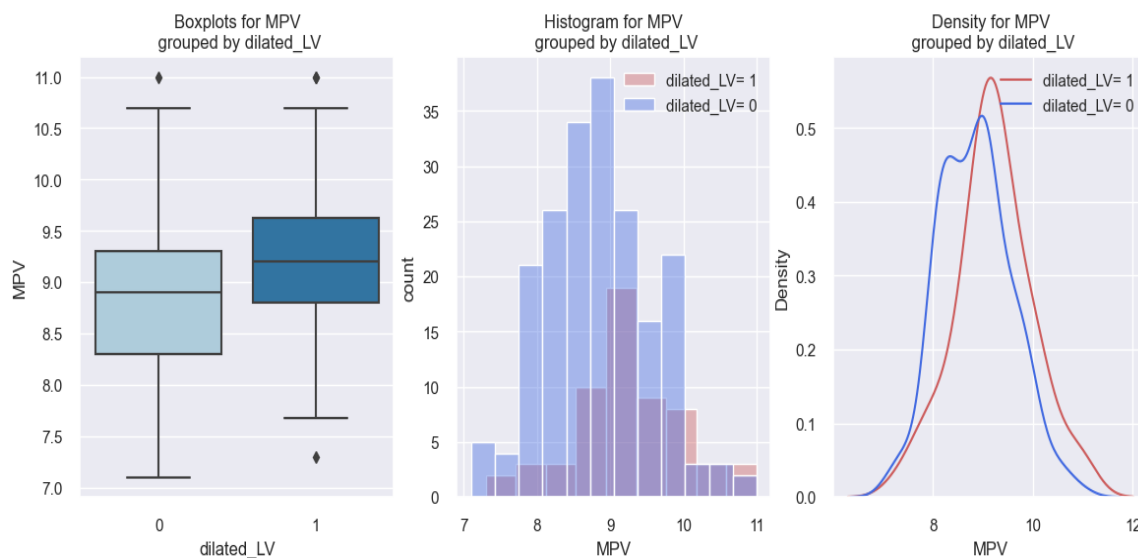 Boxplots for MPV
grouped by dilated_LV
MPV
11.0
10.5
10.0
9.5
9.0
8.5
8.0
7.5
7.0
0 1
dilated_LV
Histogram for MPV
grouped by dilated_LV
dilated_LV= 1
dilated_LV= 0
count
35
30
25
20
15
10
5
0
7 8 9 10 11
MPV
Density for MPV
grouped by dilated_LV
dilated_LV= 1
dilated_LV= 0
Density
0.5
0.4
0.3
0.2
0.1
0.0
8 10 12
MPV